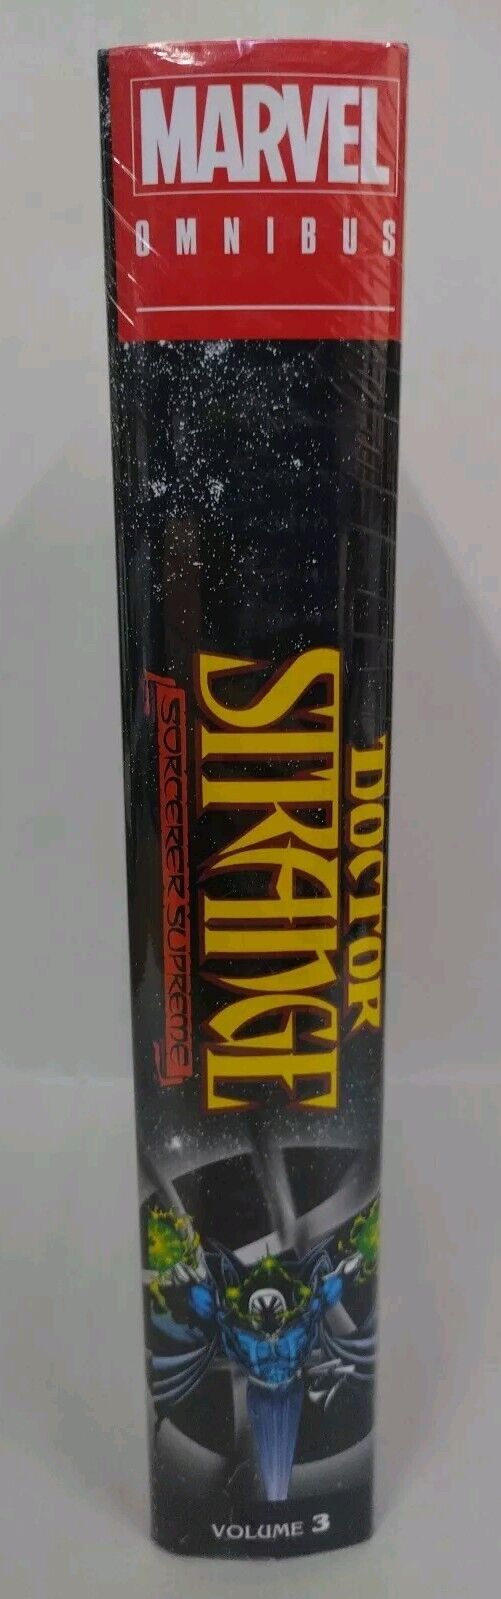 MARVEL
OMNIBUS
DOCTOR
STRANGE
SORCERER SUPREME
VOLUME 3